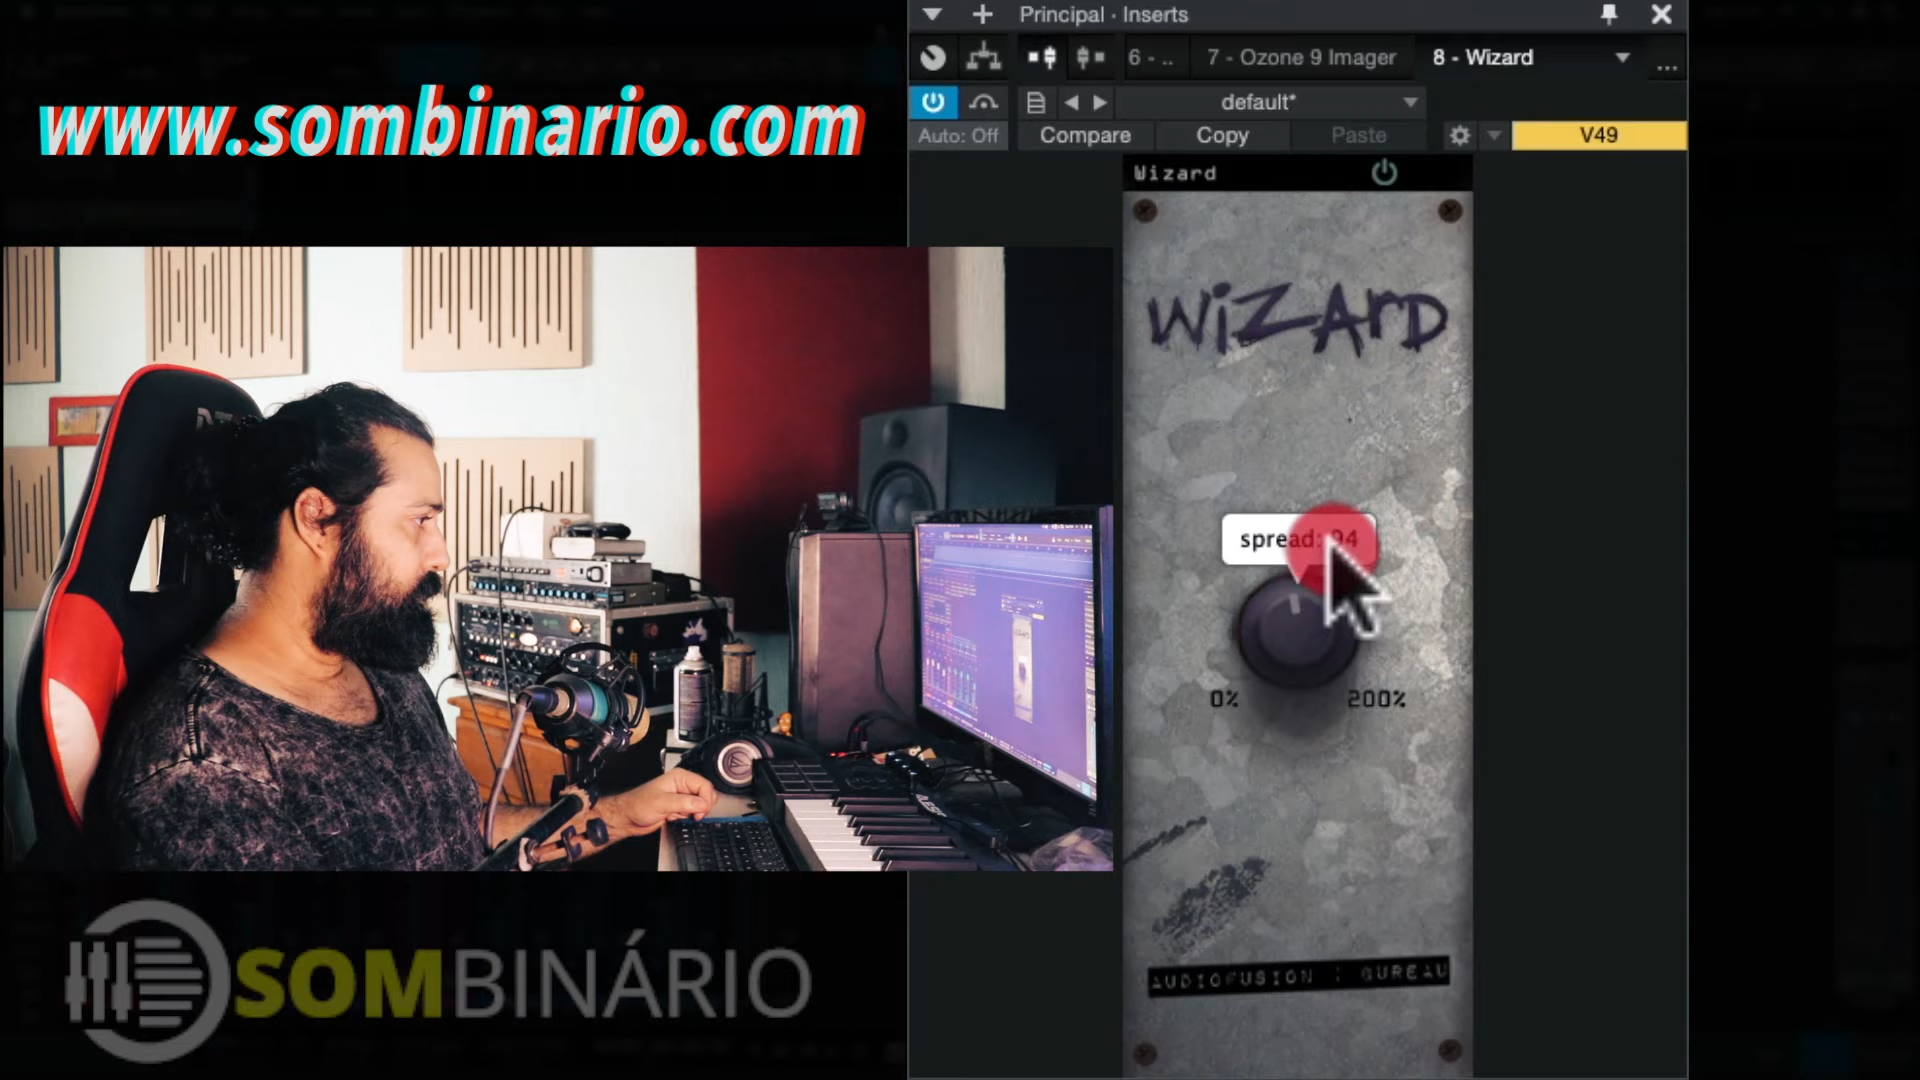 www.sombinario.com
SOMBINÁRIO
Principal · Inserts
6 - ..
7 - Ozone 9 Imager
8 - Wizard
...
default*
Auto: Off
Compare
Copy
Paste
V49
Wizard
WiZArD
spread: 94
0%
200%
AUDIOFUSION : BUREAU